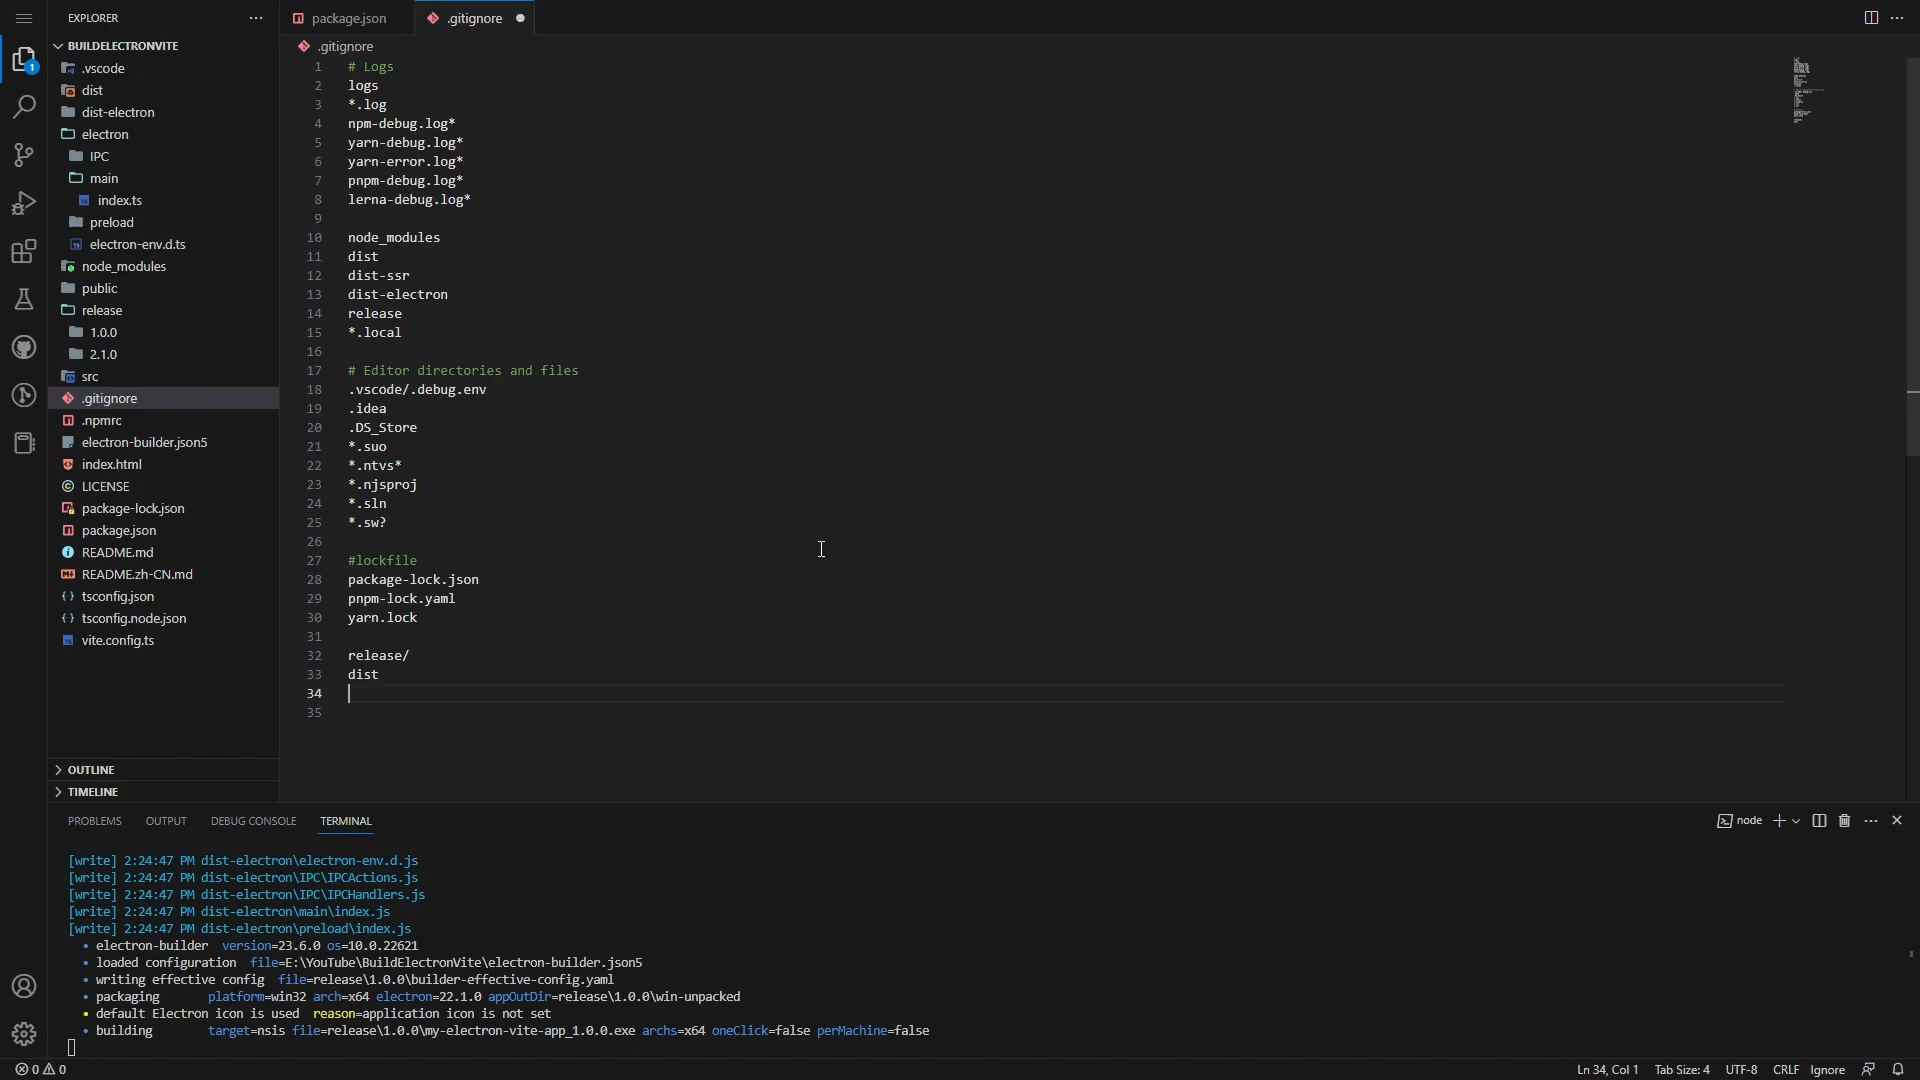 EXPLORER
BUILDELECTRONVITE
.vscode
dist
dist-electron
electron
IPC
main
index.ts
preload
electron-env.d.ts
node_modules
public
release
1.0.0
2.1.0
src
.gitignore
.npmrc
electron-builder.json5
index.html
LICENSE
package-lock.json
package.json
README.md
README.zh-CN.md
tsconfig.json
tsconfig.node.json
vite.config.ts
OUTLINE
TIMELINE
1
package.json
.gitignore
.gitignore
1 # Logs
2 logs
3 *.log
4 npm-debug.log*
5 yarn-debug.log*
6 yarn-error.log*
7 pnpm-debug.log*
8 lerna-debug.log*
9
10 node_modules
11 dist
12 dist-ssr
13 dist-electron
14 release
15 *.local
16
17 # Editor directories and files
18 .vscode/.debug.env
19 .idea
20 .DS_Store
21 *.suo
22 *.ntvs*
23 *.njsproj
24 *.sln
25 *.sw?
26
27 #lockfile
28 package-lock.json
29 pnpm-lock.yaml
30 yarn.lock
31
32 release/
33 dist
34
35
PROBLEMS OUTPUT DEBUG CONSOLE TERMINAL
node
[write] 2:24:47 PM dist-electron\electron-env.d.js
[write] 2:24:47 PM dist-electron\IPC\IPCActions.js
[write] 2:24:47 PM dist-electron\IPC\IPCHandlers.js
[write] 2:24:47 PM dist-electron\main\index.js
[write] 2:24:47 PM dist-electron\preload\index.js
• electron-builder version=23.6.0 os=10.0.22621
• loaded configuration file=E:\YouTube\BuildElectronVite\electron-builder.json5
• writing effective config file=release\1.0.0\builder-effective-config.yaml
• packaging platform=win32 arch=x64 electron=22.1.0 appOutDir=release\1.0.0\win-unpacked
• default Electron icon is used reason=application icon is not set
• building target=nsis file=release\1.0.0\my-electron-vite-app_1.0.0.exe archs=x64 oneClick=false perMachine=false
0 0
Ln 34, Col 1 Tab Size: 4 UTF-8 CRLF Ignore